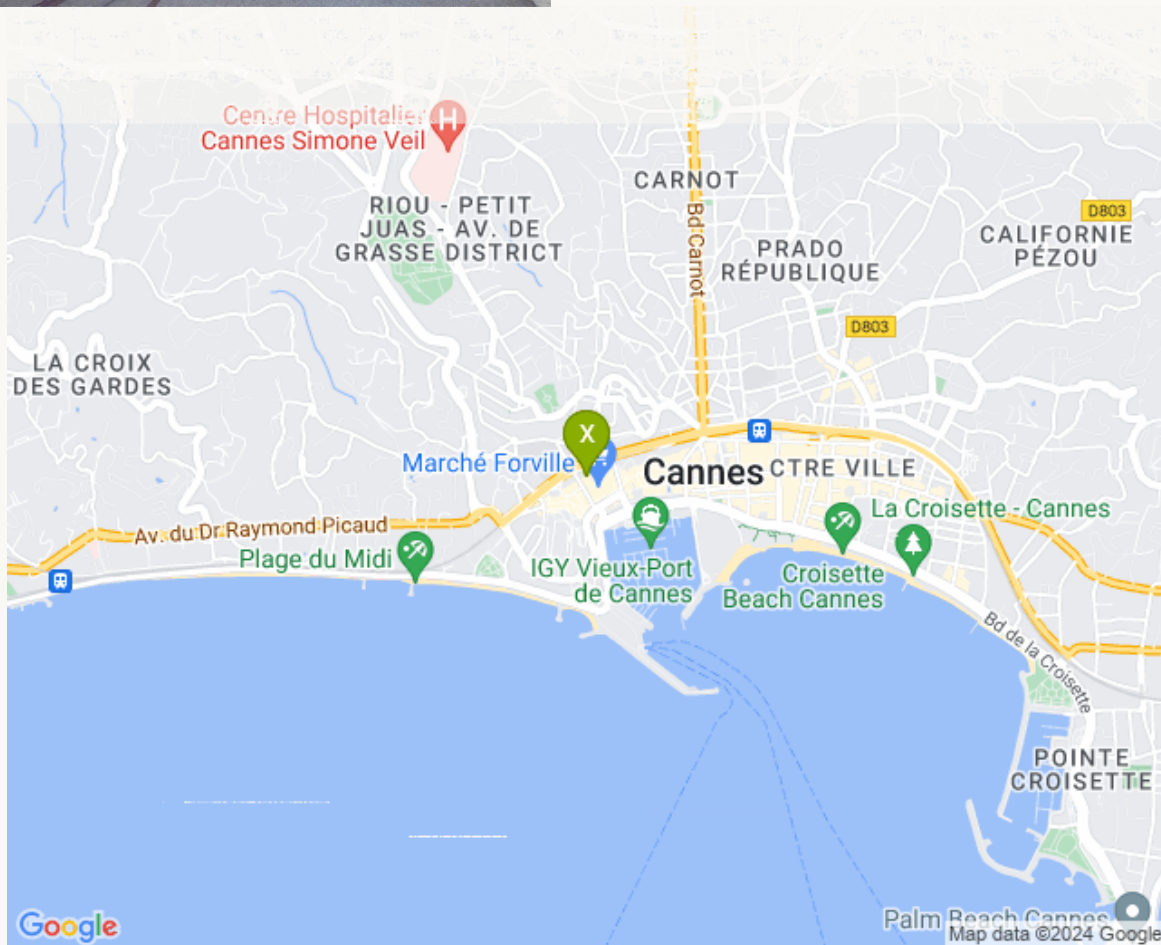 Centre Hospitalier
Cannes Simone Veil
H
CARNOT
RIOU - PETIT
JUAS - AV. DE
GRASSE DISTRICT
Bd Carnot
D803
CALIFORNIE
PÉZOU
PRADO
RÉPUBLIQUE
D803
LA CROIX
DES GARDES
X
Marché Forville
Cannes
CTRE VILLE
La Croisette - Cannes
Av. du Dr Raymond Picaud
Plage du Midi
IGY Vieux-Port
de Cannes
Croisette
Beach Cannes
Bd de la Croisette
POINTE
CROISETTE
Palm Beach Cannes
Google
Map data ©2024 Google